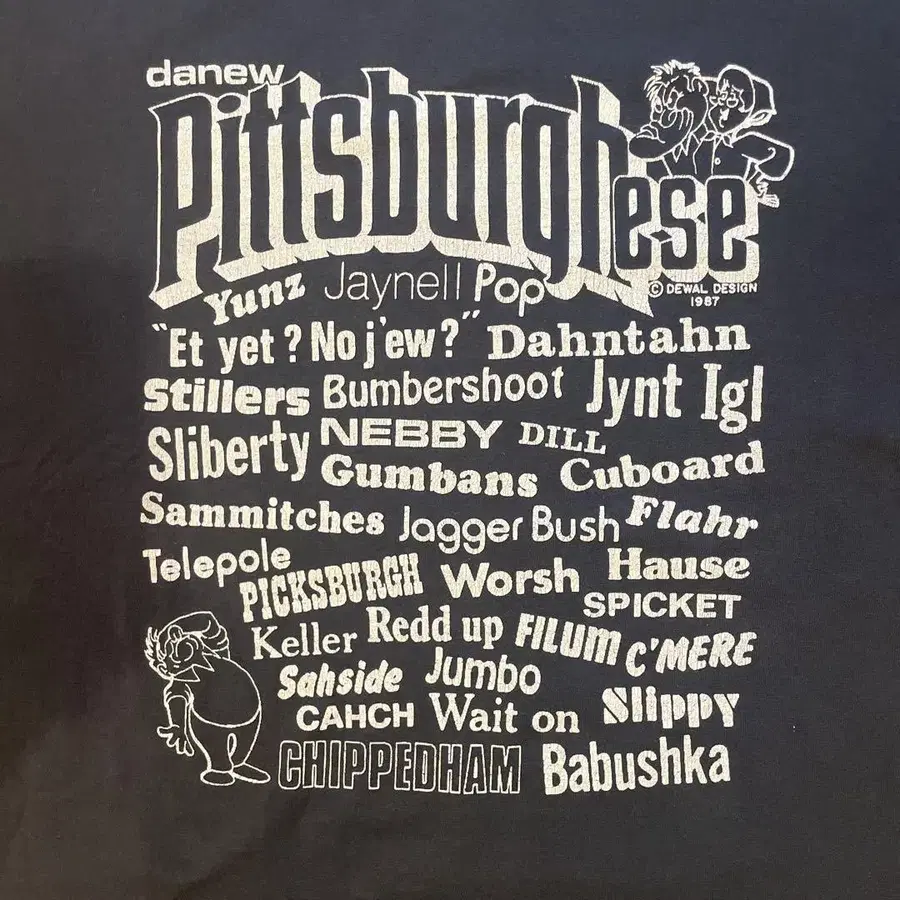 danew
Pittsburghese
© DEWAL DESIGN
1987
Yunz Jaynell Pop
"Et yet? No j'ew?" Dahntahn
Stillers Bumbershoot Jynt Igl
Sliberty NEBBY DILL
Gumbans Cuboard
Sammitches Jagger Bush Flahr
Telepole PICKSBURGH Worsh Hause
SPICKET
Keller Redd up FILUM C'MERE
Sahside Jumbo
CAHCH Wait on Slippy
CHIPPEDHAM Babushka